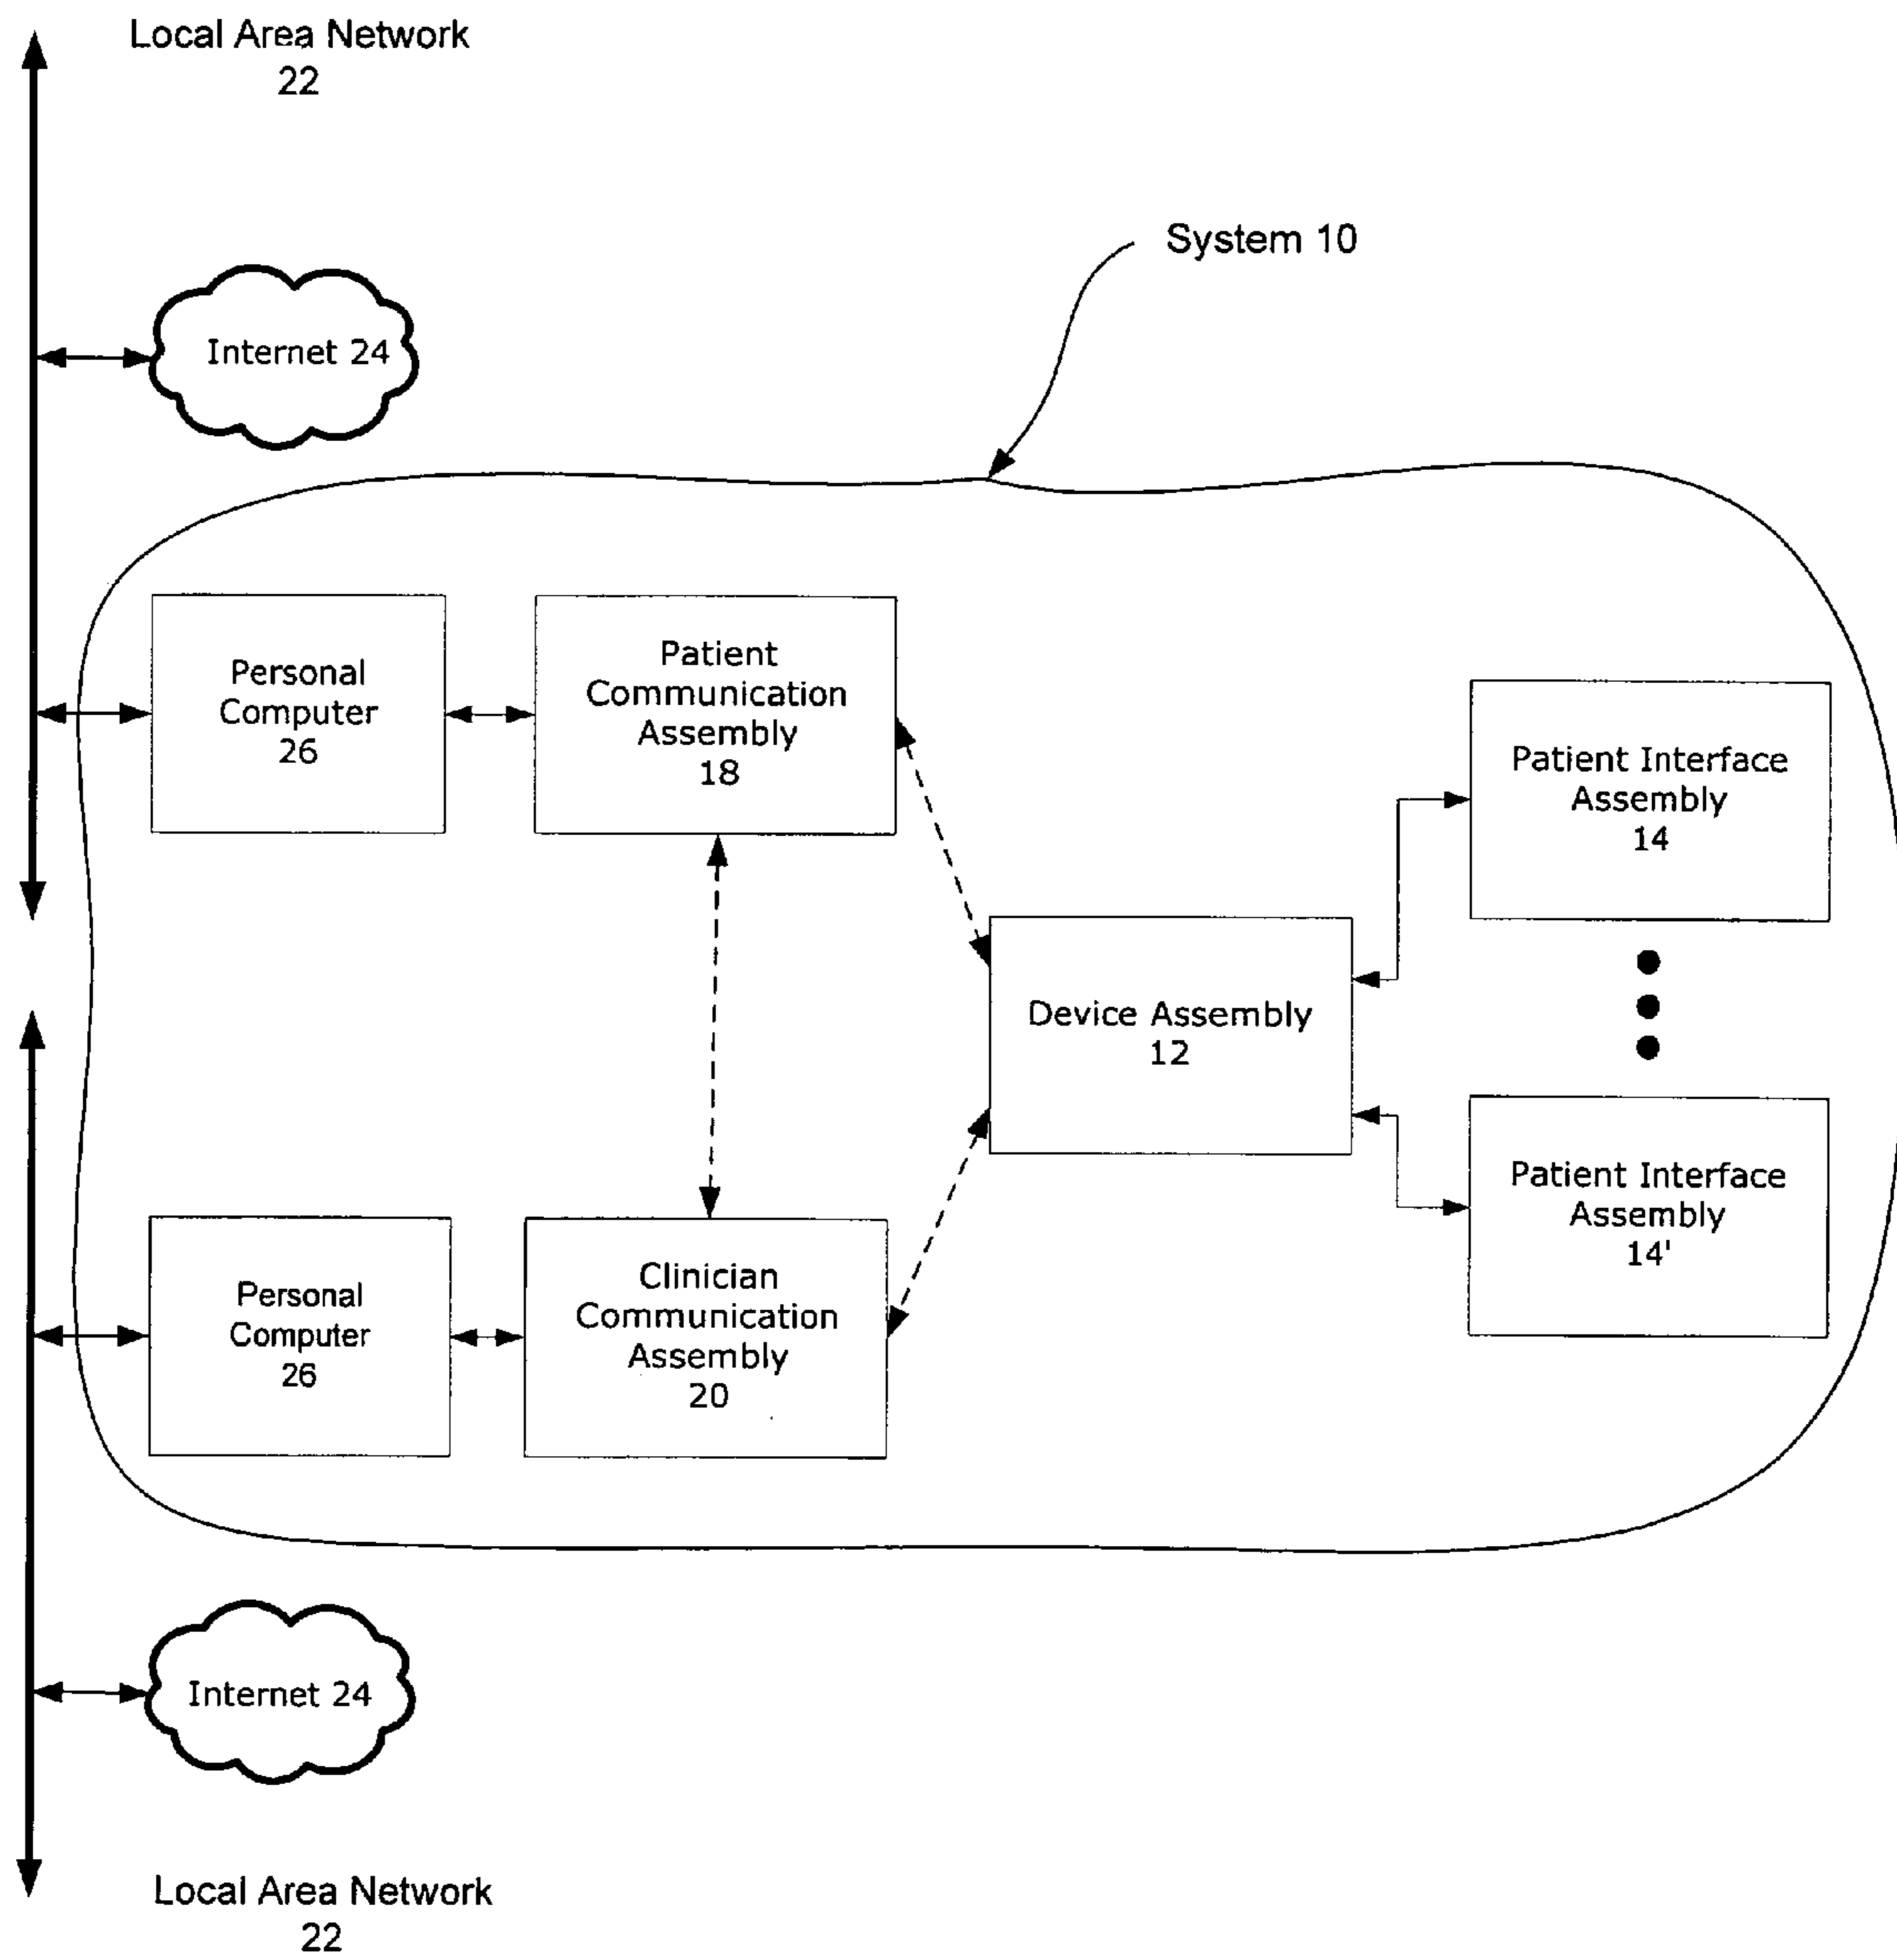 Local Area Network
22
System 10
Internet 24
Personal
Computer
26
Patient
Communication
Assembly
18
Patient Interface
Assembly
14
Device Assembly
12
Patient Interface
Assembly
14'
Personal
Computer
26
Clinician
Communication
Assembly
20
Internet 24
Local Area Network
22